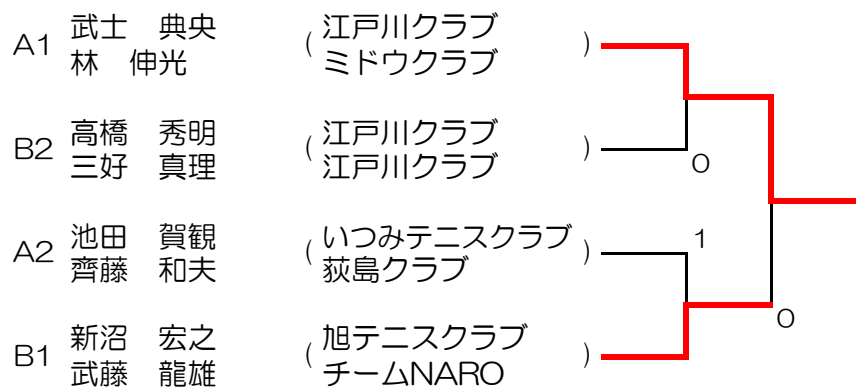 A1 武士　典央 ( 江戸川クラブ )
林　伸光 ミドウクラブ
B2 高橋　秀明 ( 江戸川クラブ )
三好　真理 江戸川クラブ
0
A2 池田　賀観 ( いつみテニスクラブ ) 1
齊藤　和夫 荻島クラブ
0
B1 新沼　宏之 ( 旭テニスクラブ )
武藤　龍雄 チームNARO